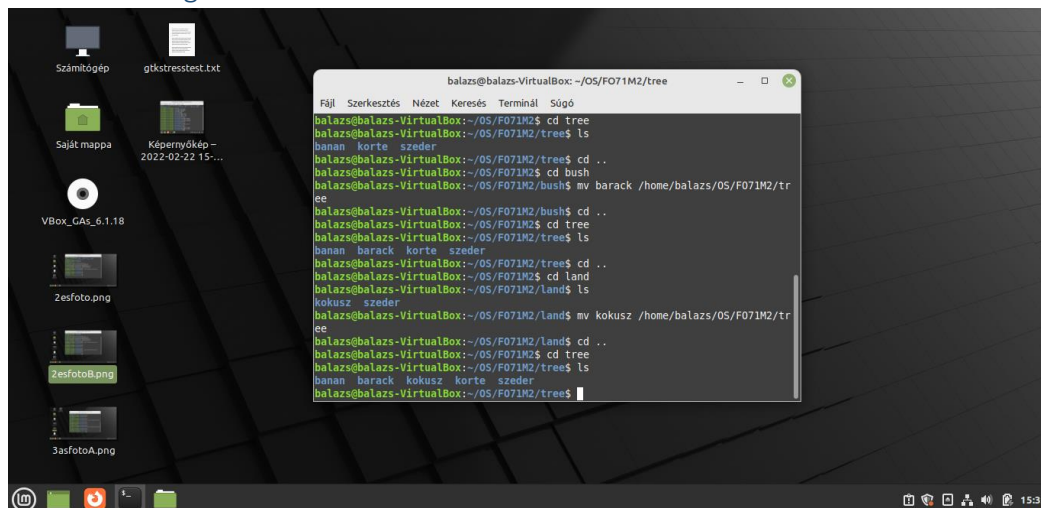 Számítógép
gtkstresstest.txt
Saját mappa
Képernyőkép –
2022-02-22 15-...
VBox_GAs_6.1.18
2esfoto.png
2esfotoB.png
3asfotoA.png
balazs@balazs-VirtualBox: ~/OS/FO71M2/tree
Fájl Szerkesztés Nézet Keresés Terminál Súgó
balazs@balazs-VirtualBox:~/OS/FO71M2$ cd tree
balazs@balazs-VirtualBox:~/OS/FO71M2/tree$ ls
banan korte szeder
balazs@balazs-VirtualBox:~/OS/FO71M2/tree$ cd ..
balazs@balazs-VirtualBox:~/OS/FO71M2$ cd bush
balazs@balazs-VirtualBox:~/OS/FO71M2/bush$ mv barack /home/balazs/OS/FO71M2/tr
ee
balazs@balazs-VirtualBox:~/OS/FO71M2/bush$ cd ..
balazs@balazs-VirtualBox:~/OS/FO71M2$ cd tree
balazs@balazs-VirtualBox:~/OS/FO71M2/tree$ ls
banan barack korte szeder
balazs@balazs-VirtualBox:~/OS/FO71M2/tree$ cd ..
balazs@balazs-VirtualBox:~/OS/FO71M2$ cd land
balazs@balazs-VirtualBox:~/OS/FO71M2/land$ ls
kokusz szeder
balazs@balazs-VirtualBox:~/OS/FO71M2/land$ mv kokusz /home/balazs/OS/FO71M2/tr
ee
balazs@balazs-VirtualBox:~/OS/FO71M2/land$ cd ..
balazs@balazs-VirtualBox:~/OS/FO71M2$ cd tree
balazs@balazs-VirtualBox:~/OS/FO71M2/tree$ ls
banan barack kokusz korte szeder
balazs@balazs-VirtualBox:~/OS/FO71M2/tree$
15:3